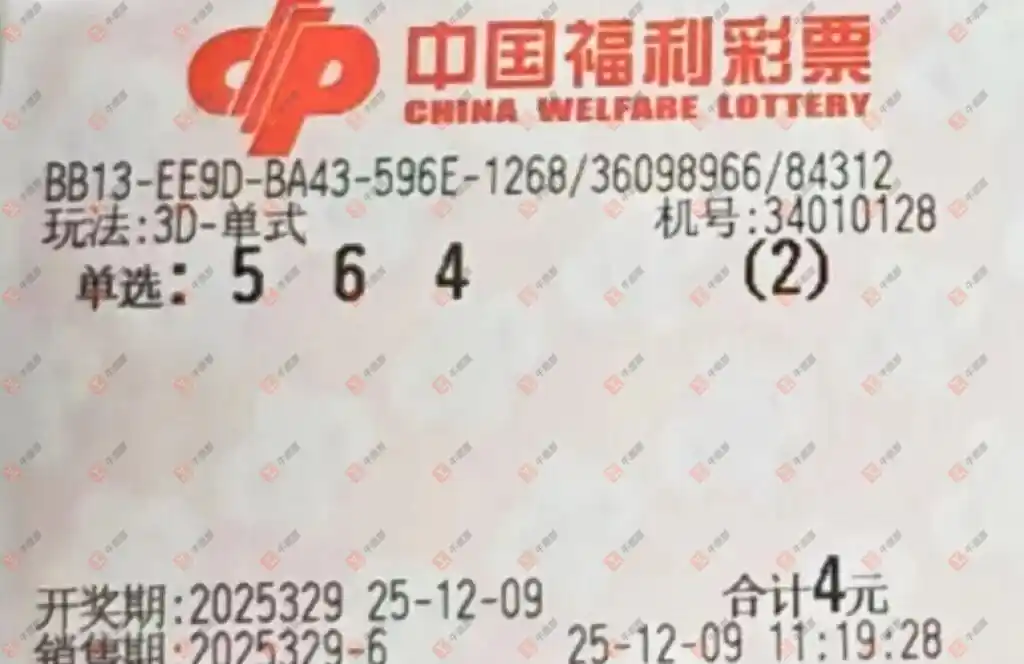 中国福利彩票
CHINA WELFARE LOTTERY
BB13-EE9D-BA43-596E-1268/36098966/84312
玩法:3D-单式 机号:34010128
单选: 5 6 4 (2)
开奖期:2025329 25-12-09 合计4元
销售期:2025329-6 25-12-09 11:19:28